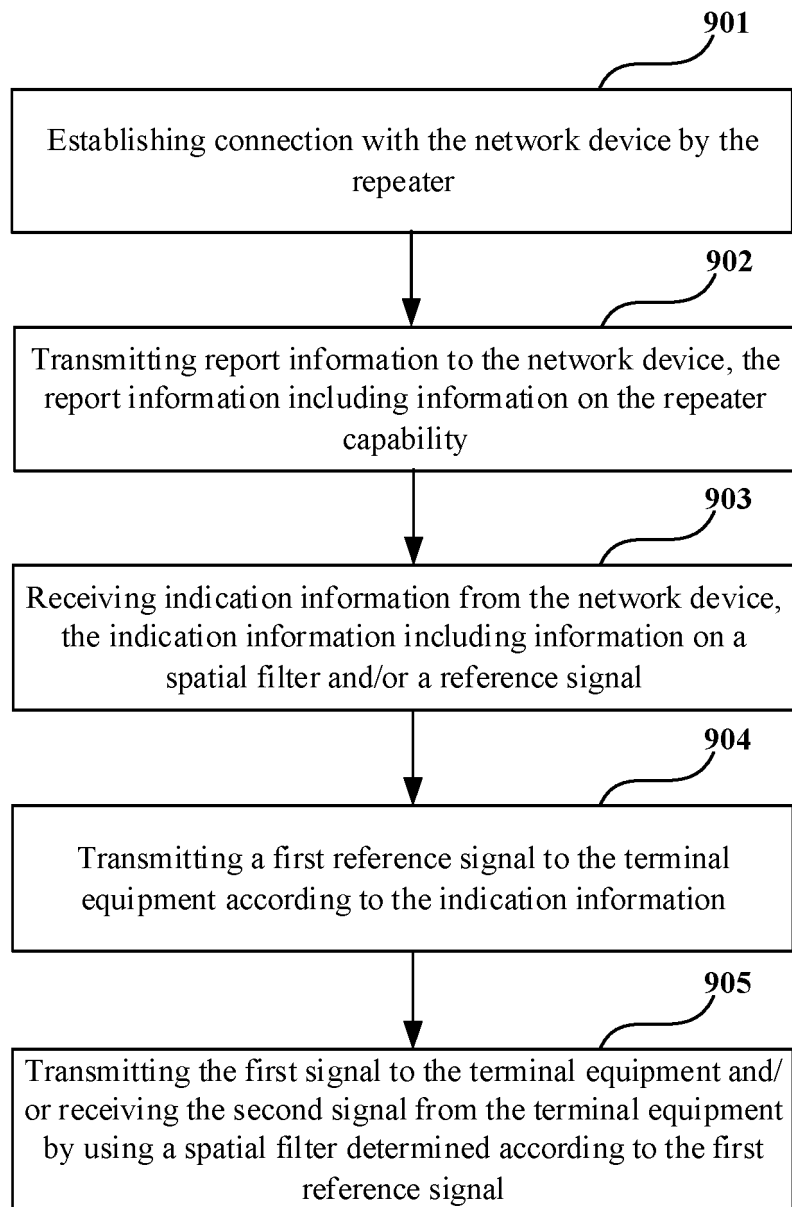 901
Establishing connection with the network device by the
repeater
902
Transmitting report information to the network device, the
report information including information on the repeater
capability
903
Receiving indication information from the network device,
the indication information including information on a
spatial filter and/or a reference signal
904
Transmitting a first reference signal to the terminal
equipment according to the indication information
905
Transmitting the first signal to the terminal equipment and/
or receiving the second signal from the terminal equipment
by using a spatial filter determined according to the first
reference signal